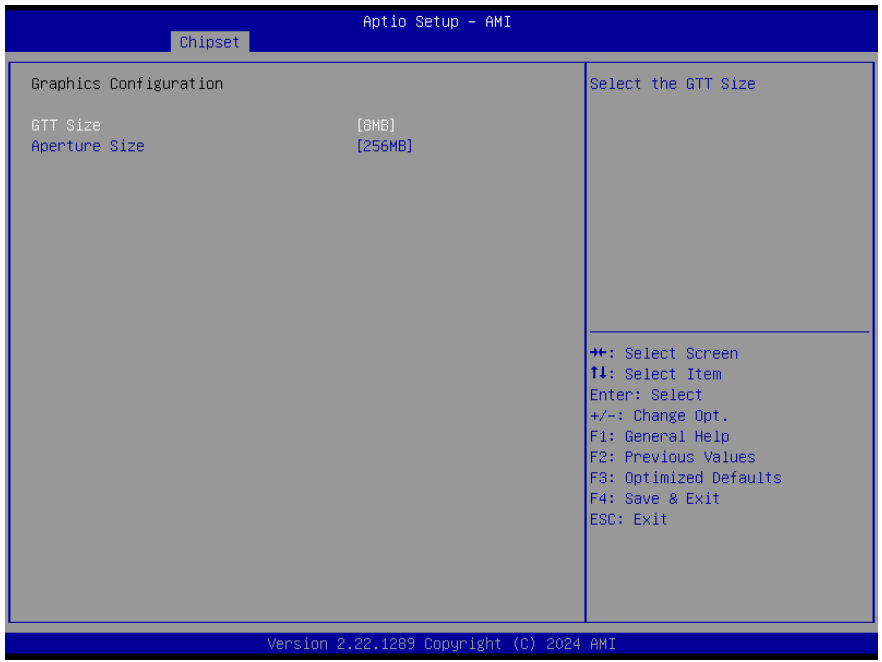 Aptio Setup – AMI
Chipset
Graphics Configuration
GTT Size [8MB]
Aperture Size [256MB]
Select the GTT Size
→←: Select Screen
↑↓: Select Item
Enter: Select
+/-: Change Opt.
F1: General Help
F2: Previous Values
F3: Optimized Defaults
F4: Save & Exit
ESC: Exit
Version 2.22.1289 Copyright (C) 2024 AMI